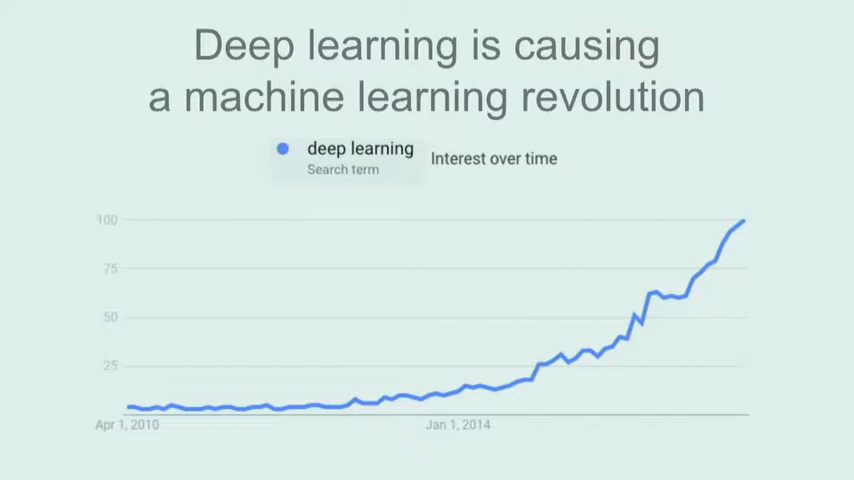 Deep learning is causing
a machine learning revolution
deep learning
Search term
Interest over time
100
75
50
25
Apr 1, 2010
Jan 1, 2014